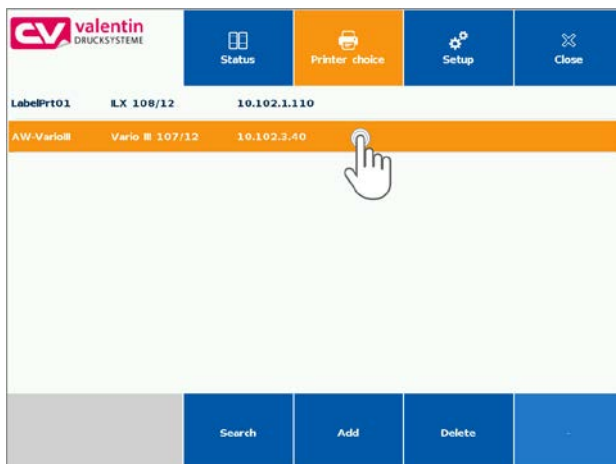 CV valentin
DRUCKSYSTEME
Status
Printer choice
Setup
Close
LabelPrt01 ILX 108/12 10.102.1.110
AW-VarioIII Vario III 107/12 10.102.3.40
Search Add Delete -